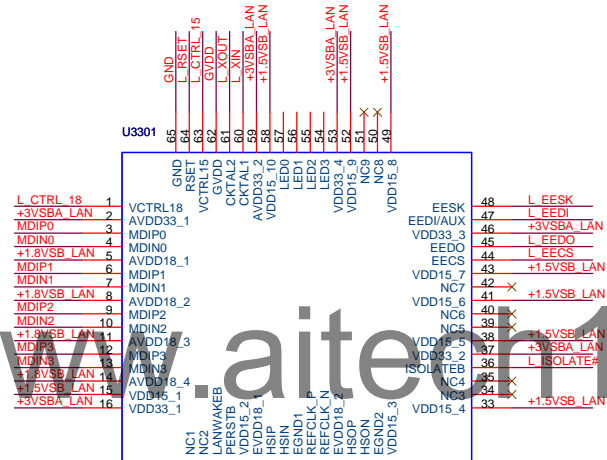 GND
L_RSET
L_CTRL_15
GVDD
L_XOUT
L_XIN
+3VSBA_LAN
+1.5VSB_LAN
+3VSBA_LAN
+1.5VSB_LAN
+1.5VSB_LAN
U3301
65 64 63 62 61 60 59 58 57 56 55 54 53 52 51 50 49
GND
RSET
VCTRL15
GVDD
CKTAL2
CKTAL1
AVDD33_2
VDD15_10
LED0
LED1
LED2
LED3
VDD33_4
VDD15_9
NC9
NC8
VDD15_8
L_CTRL_18 1 VCTRL18
+3VSBA_LAN 2 AVDD33_1
MDIP0 3 MDIP0
MDIN0 4 MDIN0
+1.8VSB_LAN 5 AVDD18_1
MDIP1 6 MDIP1
MDIN1 7 MDIN1
+1.8VSB_LAN 8 AVDD18_2
MDIP2 9 MDIP2
MDIN2 10 MDIN2
+1.8VSB_LAN 11 AVDD18_3
MDIP3 12 MDIP3
MDIN3 13 MDIN3
+1.8VSB_LAN 14 AVDD18_4
+1.5VSB_LAN 15 VDD15_1
+3VSBA_LAN 16 VDD33_1
EESK 48 L_EESK
EEDI/AUX 47 L_EEDI
VDD33_3 46 +3VSBA_LAN
EEDO 45 L_EEDO
EECS 44 L_EECS
VDD15_7 43 +1.5VSB_LAN
NC7 42
VDD15_6 41 +1.5VSB_LAN
NC6 40
NC5 39
VDD15_5 38 +1.5VSB_LAN
VDD33_2 37 +3VSBA_LAN
ISOLATEB 36 L_ISOLATE#
NC4 35
NC3 34
VDD15_4 33 +1.5VSB_LAN
NC1
NC2
LANWAKEB
PERSTB
VDD15_2
EVDD18_1
HSIP
HSIN
EGND1
REFCLK_P
REFCLK_N
EVDD18_2
HSOP
HSON
EGND2
VDD15_3
ww.aitech1